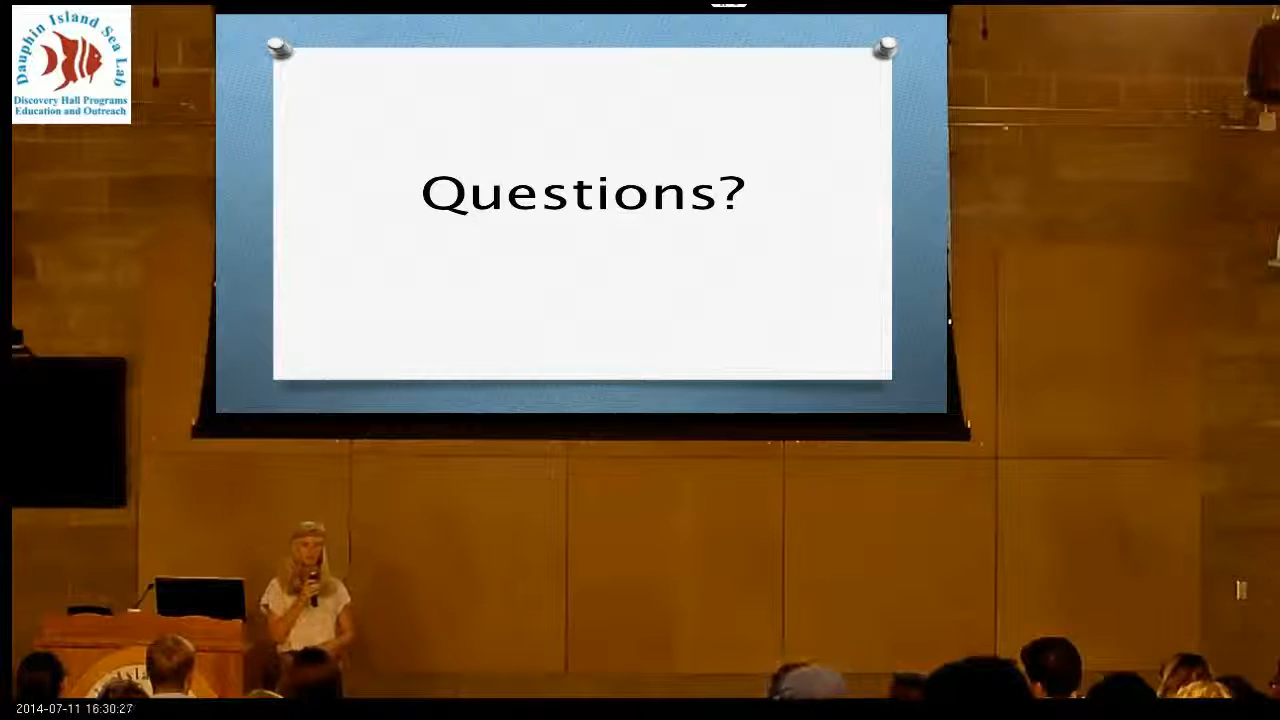 Dauphin Island Sea Lab
Discovery Hall Programs
Education and Outreach
Questions?
2014-07-11 16:30:27